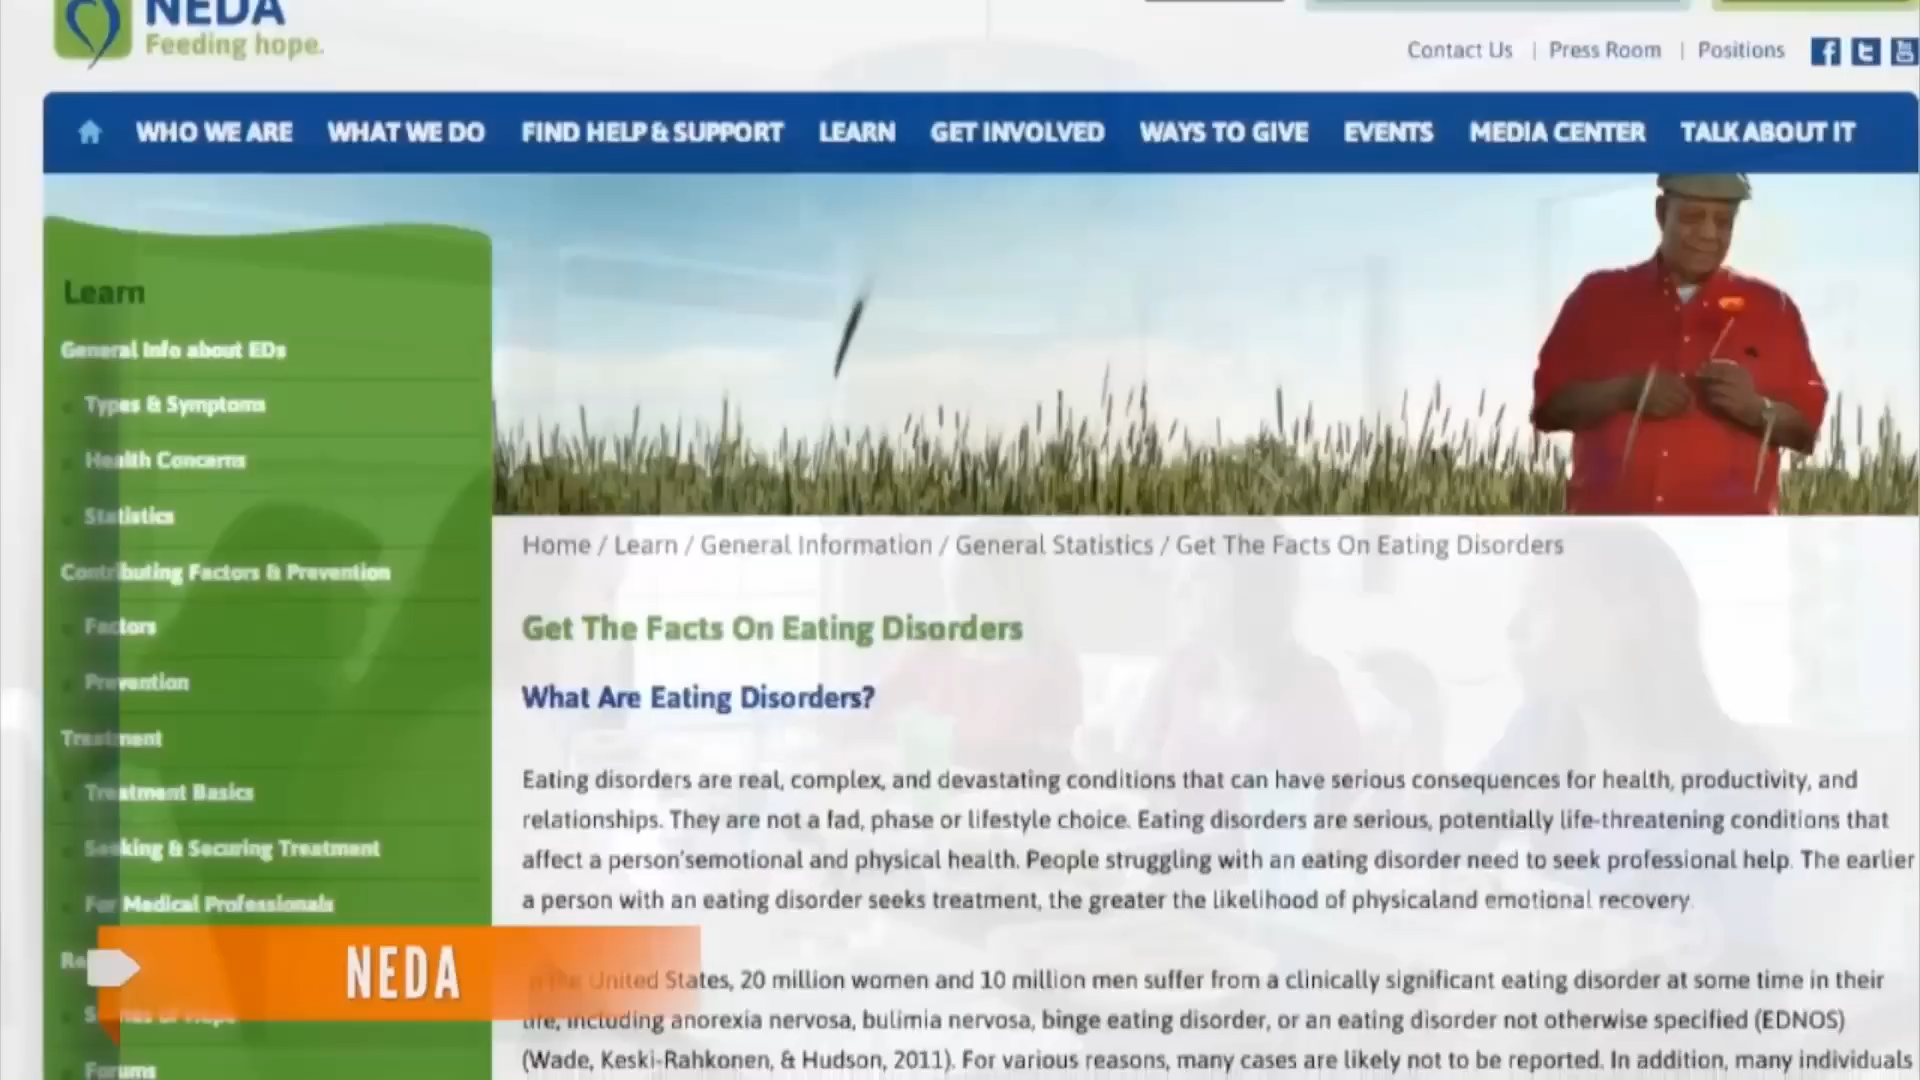 NEDA
Feeding hope.
Contact Us | Press Room | Positions
WHO WE ARE WHAT WE DO FIND HELP & SUPPORT LEARN GET INVOLVED WAYS TO GIVE EVENTS MEDIA CENTER TALK ABOUT IT
Learn
General Info about EDs
Types & Symptoms
Health Concerns
Statistics
Contributing Factors & Prevention
Factors
Prevention
Treatment
Treatment Basics
Seeking & Securing Treatment
For Medical Professionals
Forums
Home / Learn / General Information / General Statistics / Get The Facts On Eating Disorders
Get The Facts On Eating Disorders
What Are Eating Disorders?
Eating disorders are real, complex, and devastating conditions that can have serious consequences for health, productivity, and
relationships. They are not a fad, phase or lifestyle choice. Eating disorders are serious, potentially life-threatening conditions that
affect a person'semotional and physical health. People struggling with an eating disorder need to seek professional help. The earlier
a person with an eating disorder seeks treatment, the greater the likelihood of physicaland emotional recovery.
United States, 20 million women and 10 million men suffer from a clinically significant eating disorder at some time in their
life, including anorexia nervosa, bulimia nervosa, binge eating disorder, or an eating disorder not otherwise specified (EDNOS)
(Wade, Keski-Rahkonen, & Hudson, 2011). For various reasons, many cases are likely not to be reported. In addition, many individuals
NEDA